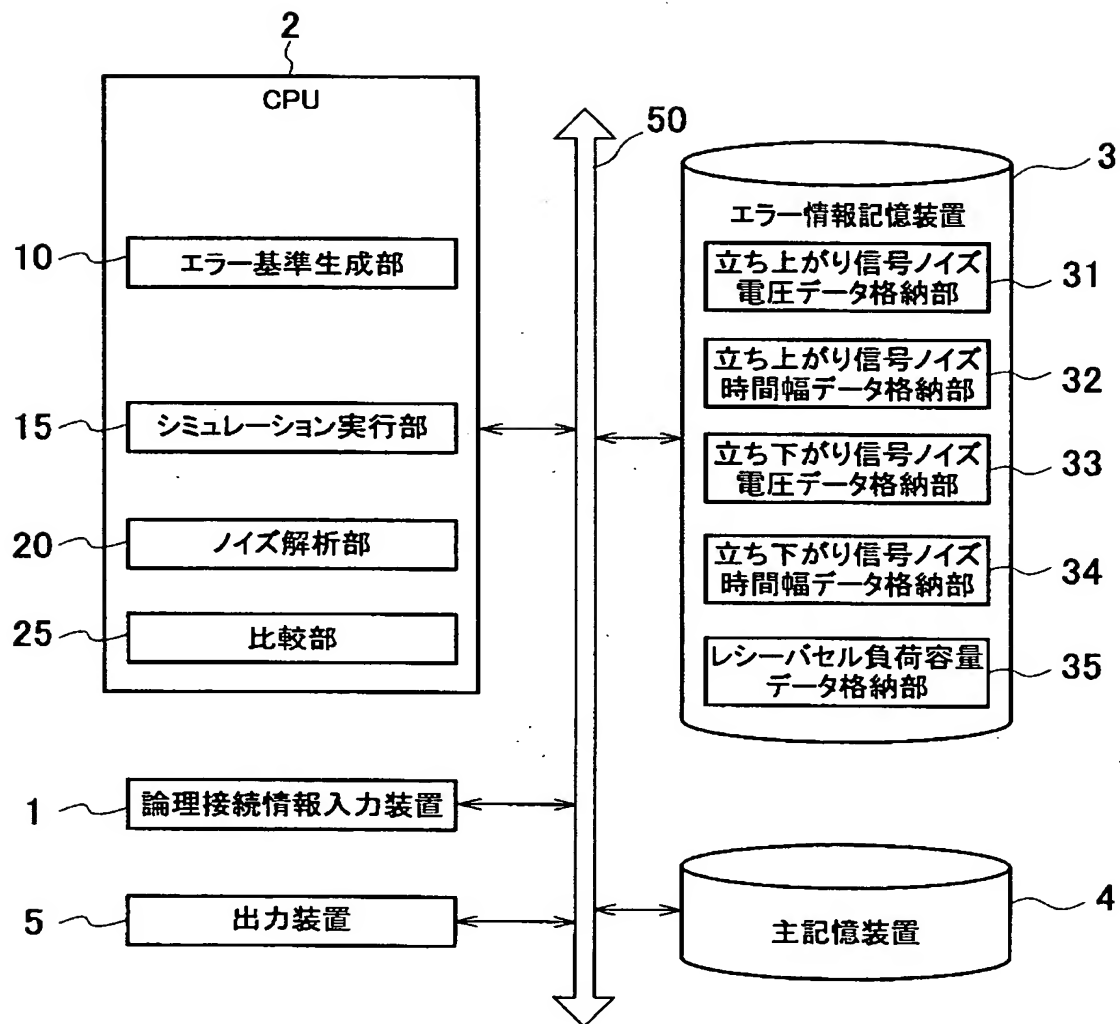 2
CPU
50
3
エラー情報記憶装置
10
エラー基準生成部
立ち上がり信号ノイズ
電圧データ格納部
31
立ち上がり信号ノイズ
時間幅データ格納部
32
15
シミュレーション実行部
立ち下がり信号ノイズ
電圧データ格納部
33
20
ノイズ解析部
立ち下がり信号ノイズ
時間幅データ格納部
34
25
比較部
レシーバセル負荷容量
データ格納部
35
1
論理接続情報入力装置
5
出力装置
主記憶装置
4